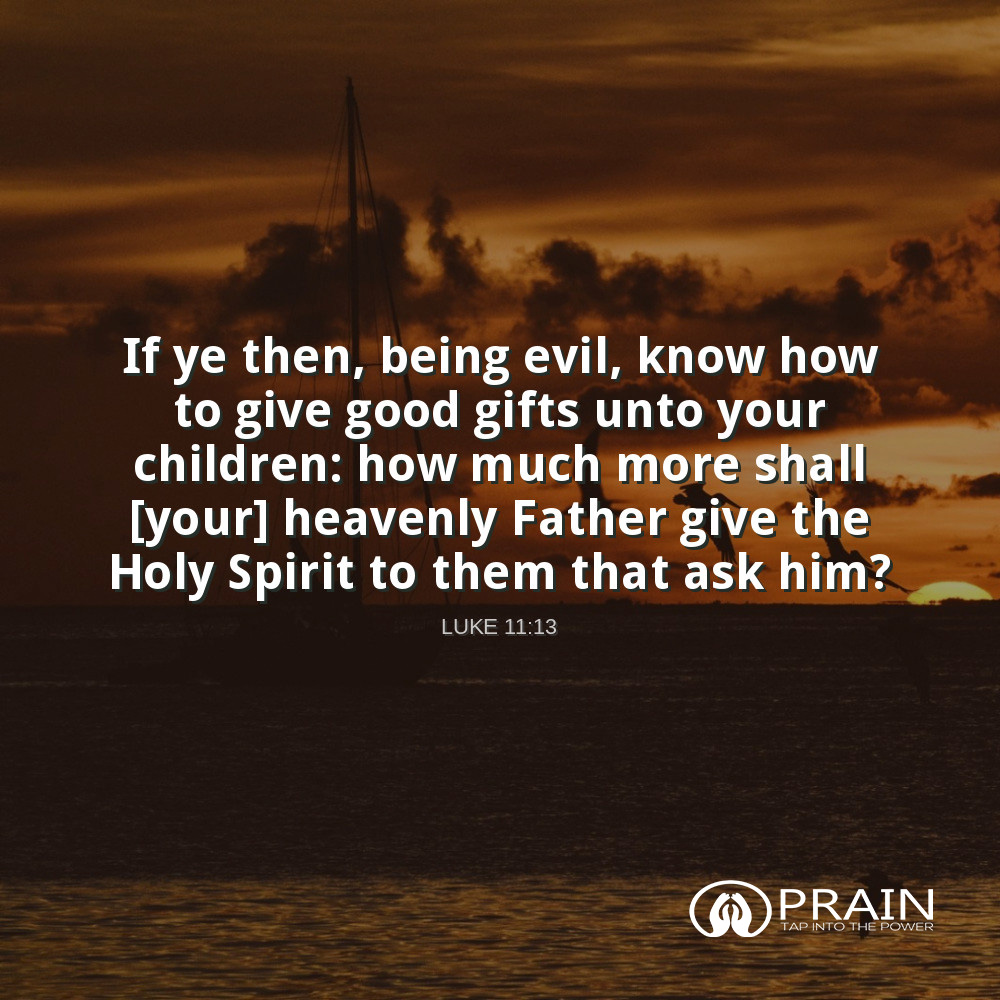 If ye then, being evil, know how
to give good gifts unto your
children: how much more shall
[your] heavenly Father give the
Holy Spirit to them that ask him?
LUKE 11:13
PRAIN
TAP INTO THE POWER